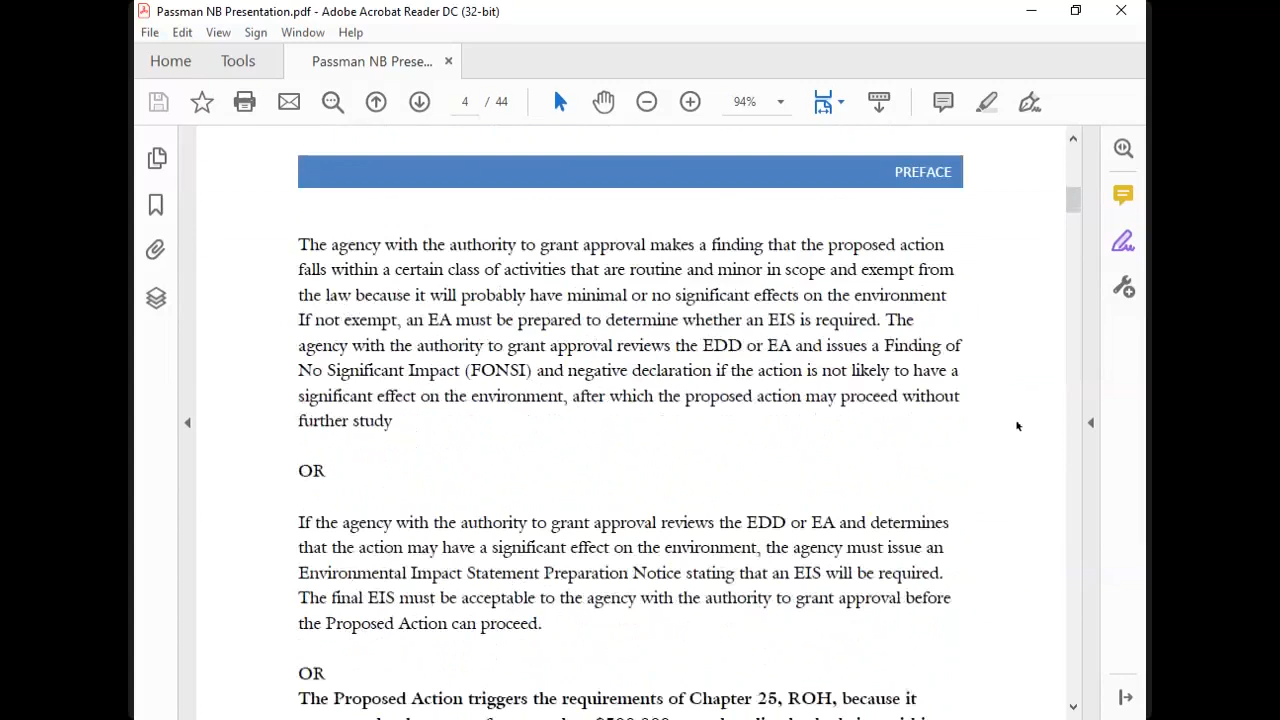 Passman NB Presentation.pdf - Adobe Acrobat Reader DC (32-bit)
File Edit View Sign Window Help
Home Tools Passman NB Prese... ×
4 / 44 94%
PREFACE
The agency with the authority to grant approval makes a finding that the proposed action
falls within a certain class of activities that are routine and minor in scope and exempt from
the law because it will probably have minimal or no significant effects on the environment
If not exempt, an EA must be prepared to determine whether an EIS is required. The
agency with the authority to grant approval reviews the EDD or EA and issues a Finding of
No Significant Impact (FONSI) and negative declaration if the action is not likely to have a
significant effect on the environment, after which the proposed action may proceed without
further study
OR
If the agency with the authority to grant approval reviews the EDD or EA and determines
that the action may have a significant effect on the environment, the agency must issue an
Environmental Impact Statement Preparation Notice stating that an EIS will be required.
The final EIS must be acceptable to the agency with the authority to grant approval before
the Proposed Action can proceed.
OR
The Proposed Action triggers the requirements of Chapter 25, ROH, because it